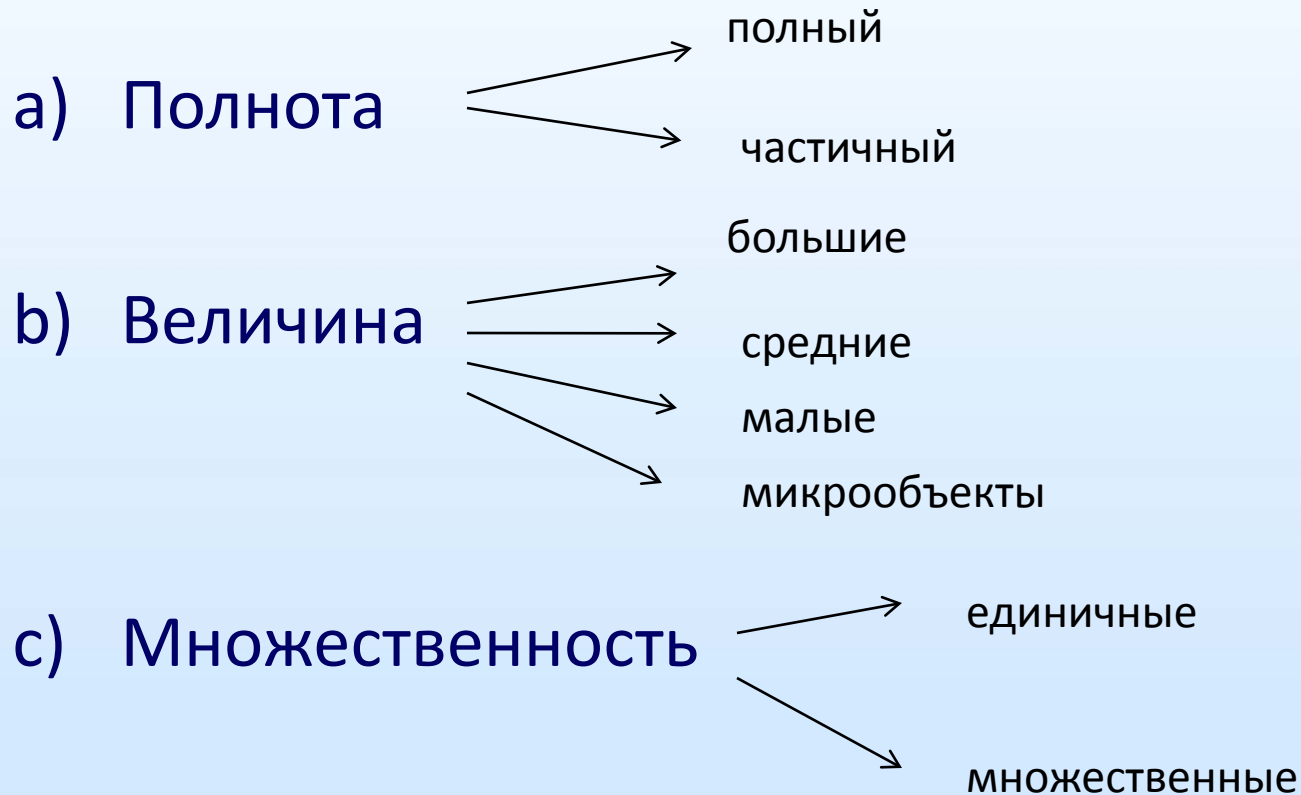 a) Полнота
полный
частичный
b) Величина
большие
средние
малые
микрообъекты
c) Множественность
единичные
множественные